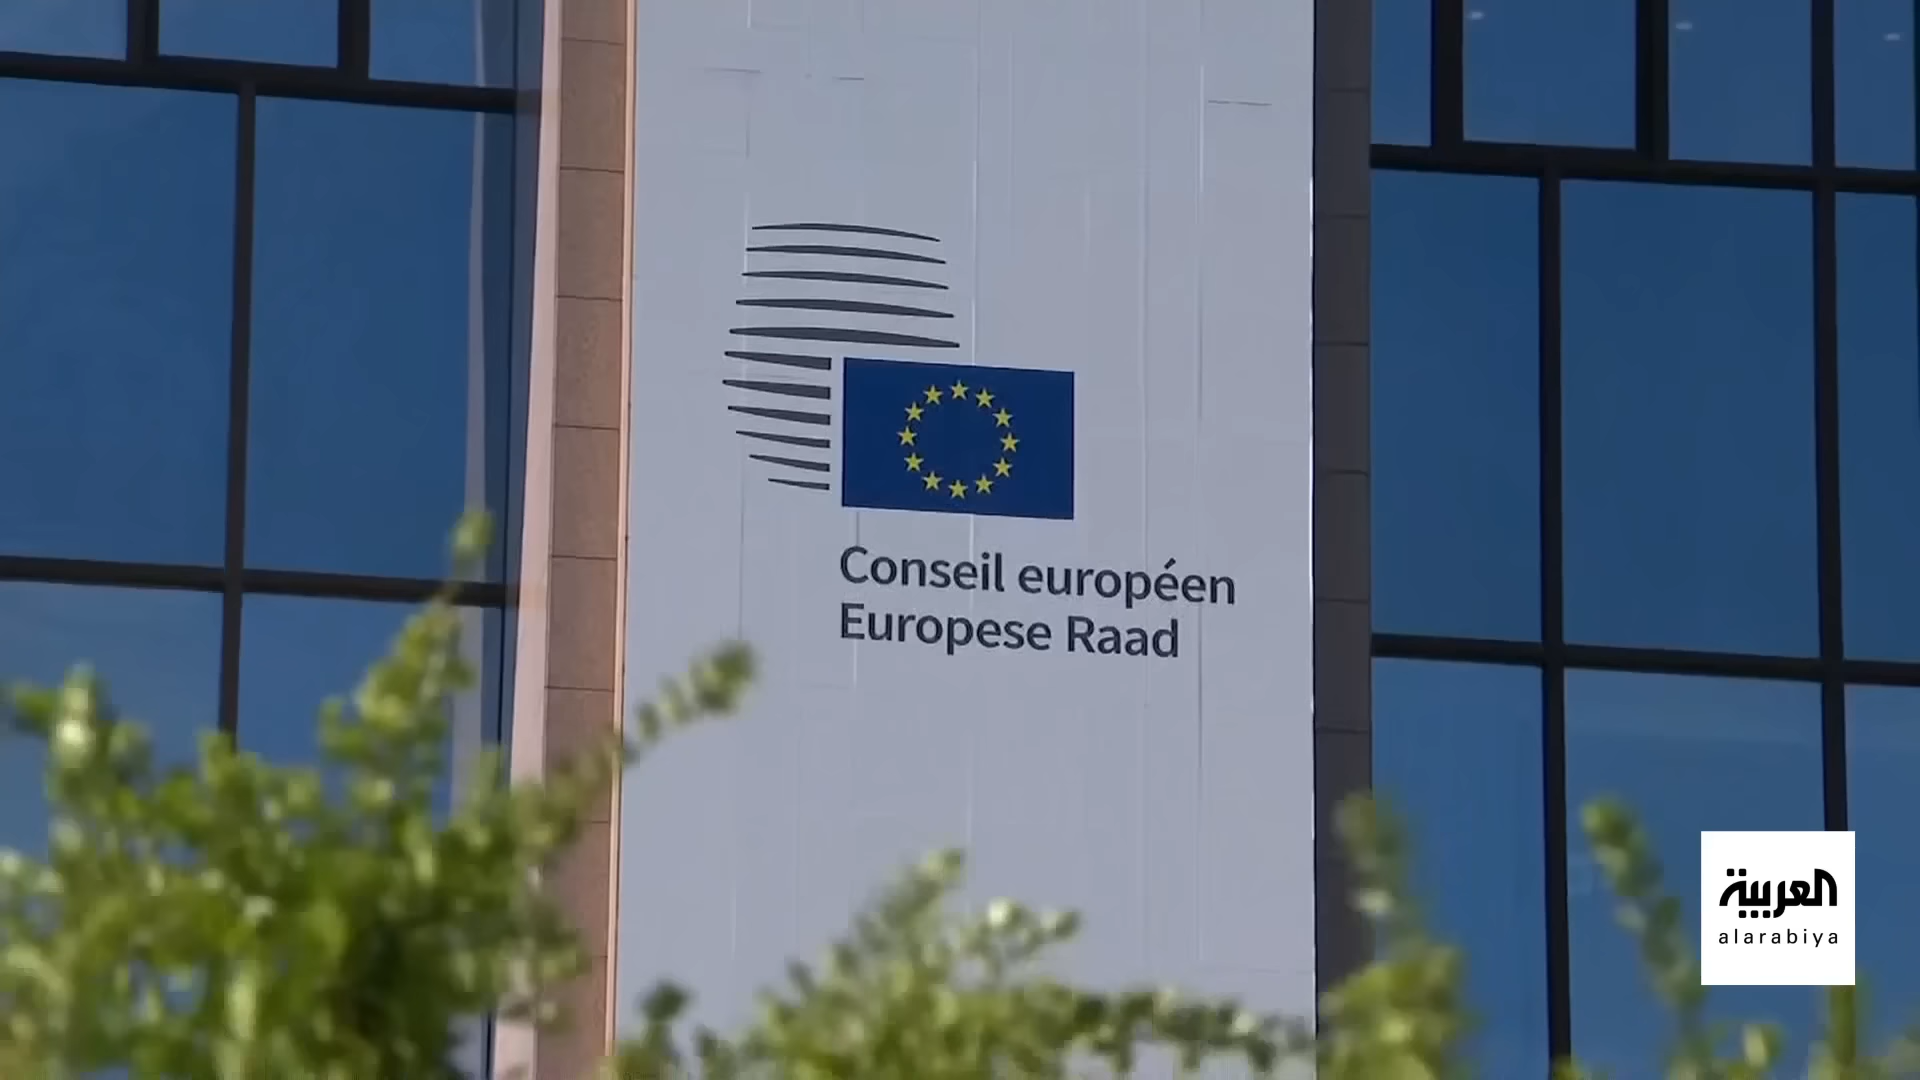 Conseil européen
Europese Raad
العربية
alarabiya